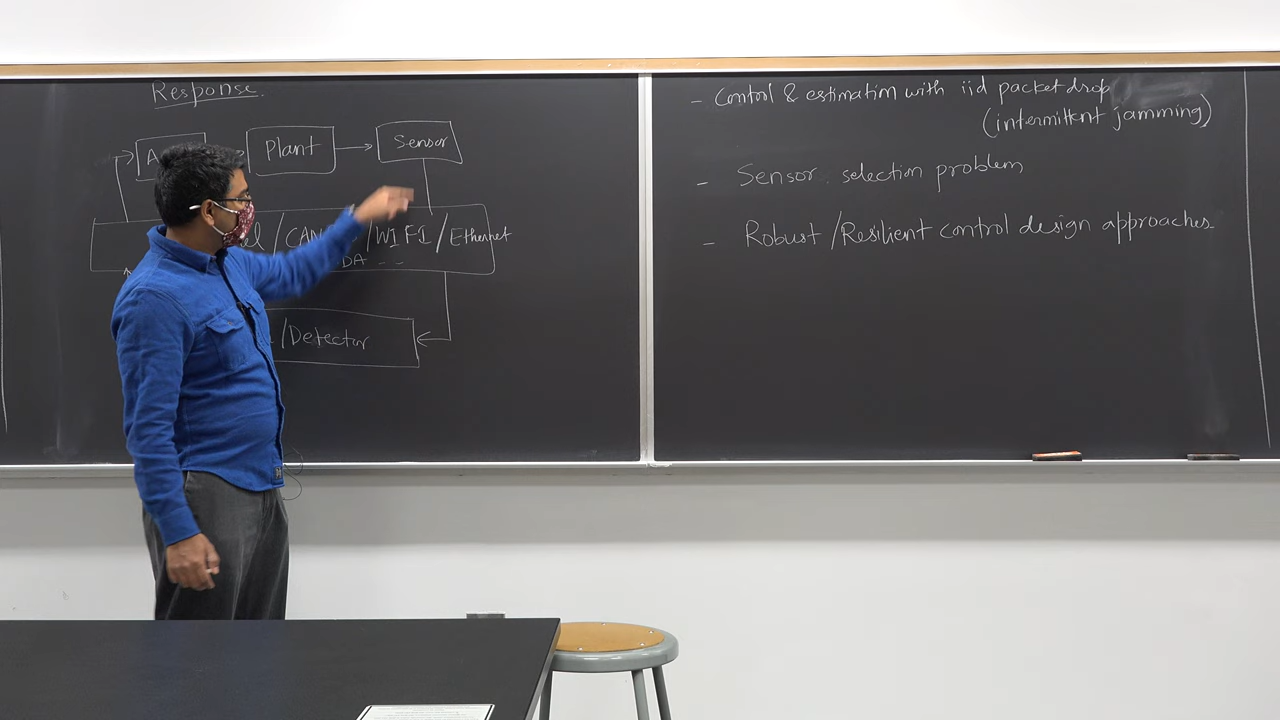 Response.
Plant
Sensor
/WIFI/Ethernet
DA - -
/Detector
- Control & estimation with iid packet drop
(intermittent jamming)
- Sensor selection problem
- Robust/Resilient control design approaches.